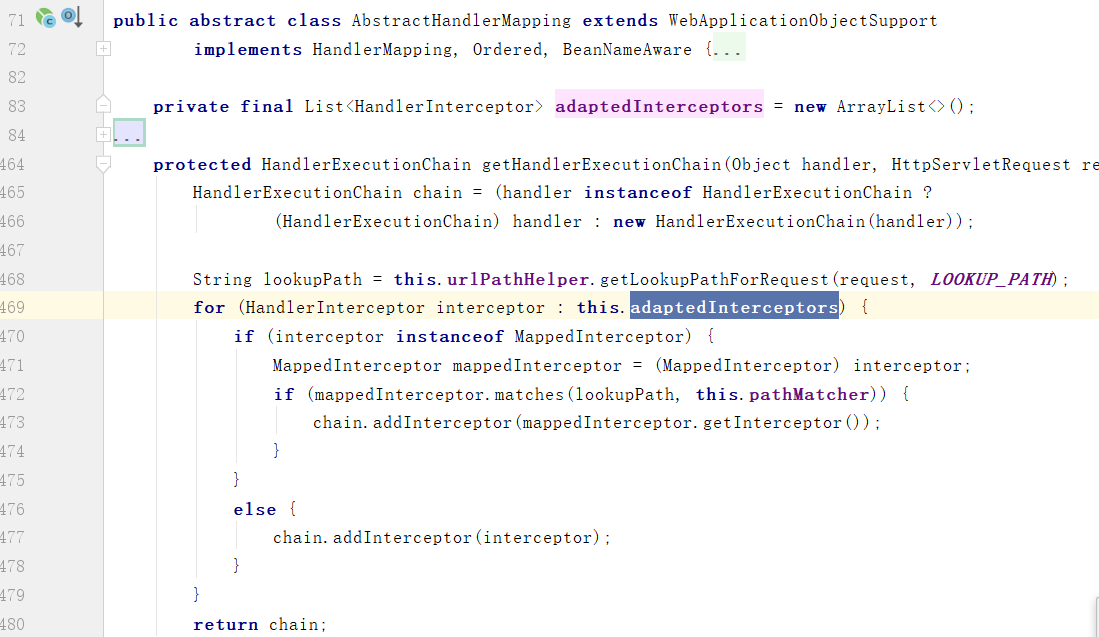 71 public abstract class AbstractHandlerMapping extends WebApplicationObjectSupport
72 implements HandlerMapping, Ordered, BeanNameAware {...
82
83 private final List<HandlerInterceptor> adaptedInterceptors = new ArrayList<>();
84 ...
464 protected HandlerExecutionChain getHandlerExecutionChain(Object handler, HttpServletRequest re
465 HandlerExecutionChain chain = (handler instanceof HandlerExecutionChain ?
466 (HandlerExecutionChain) handler : new HandlerExecutionChain(handler));
467
468 String lookupPath = this.urlPathHelper.getLookupPathForRequest(request, LOOKUP_PATH);
469 for (HandlerInterceptor interceptor : this.adaptedInterceptors) {
470 if (interceptor instanceof MappedInterceptor) {
471 MappedInterceptor mappedInterceptor = (MappedInterceptor) interceptor;
472 if (mappedInterceptor.matches(lookupPath, this.pathMatcher)) {
473 chain.addInterceptor(mappedInterceptor.getInterceptor());
474 }
475 }
476 else {
477 chain.addInterceptor(interceptor);
478 }
479 }
480 return chain;